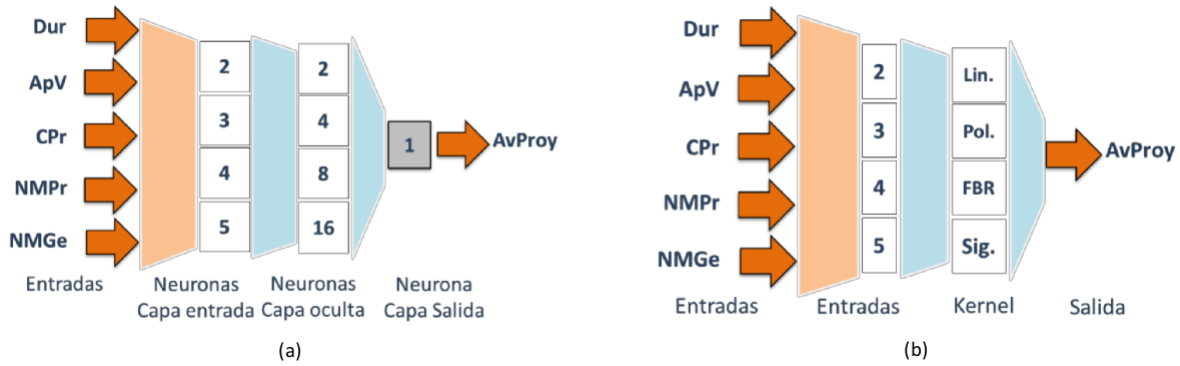 Dur
ApV
CPr
NMPr
NMGe
Entradas
2
3
4
5
Neuronas
Capa entrada
2
4
8
16
Neuronas
Capa oculta
1
Neurona
Capa Salida
AvProy
(a)
Dur
ApV
CPr
NMPr
NMGe
Entradas
2
3
4
5
Entradas
Lin.
Pol.
FBR
Sig.
Kernel
AvProy
Salida
(b)